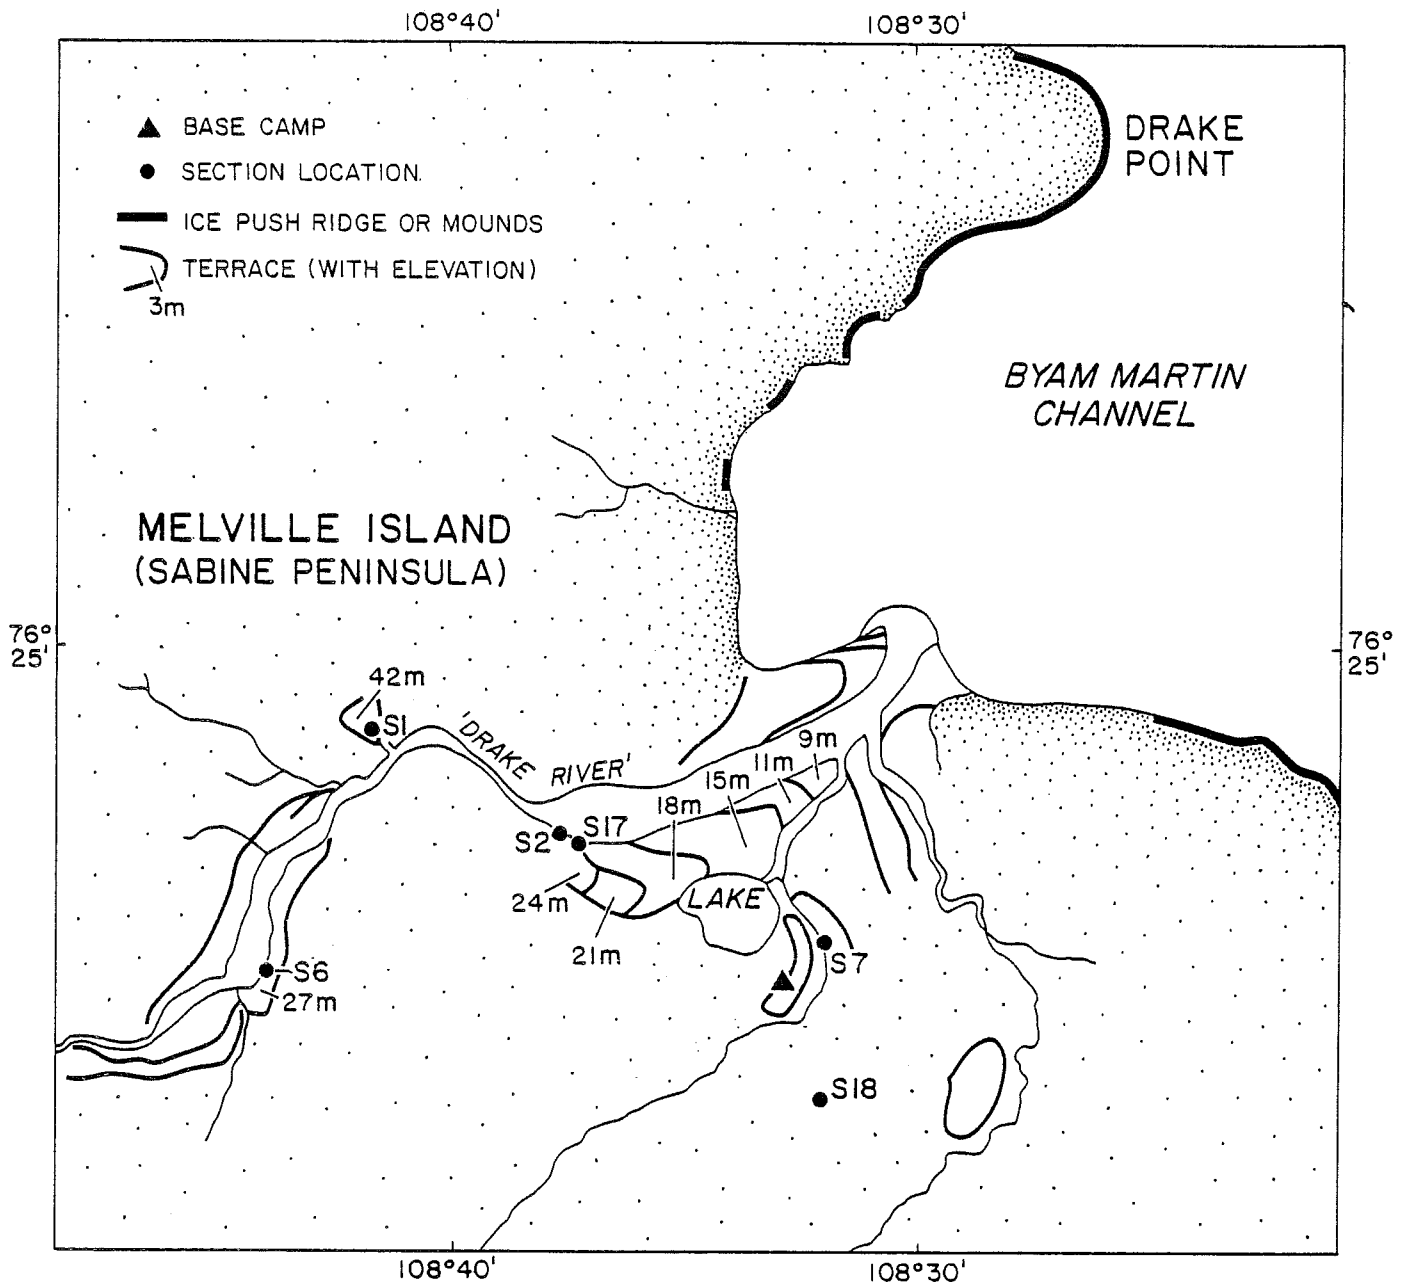 108°40'
108°30'
BASE CAMP
SECTION LOCATION.
ICE PUSH RIDGE OR MOUNDS
TERRACE (WITH ELEVATION)
3m
DRAKE
POINT
BYAM MARTIN
CHANNEL
MELVILLE ISLAND
(SABINE PENINSULA)
76°
25'
76°
25'
42m
S1
'DRAKE
RIVER'
9m
11m
15m
18m
S2
S17
24m
LAKE
21m
S7
S6
27m
S18
108°40'
108°30'